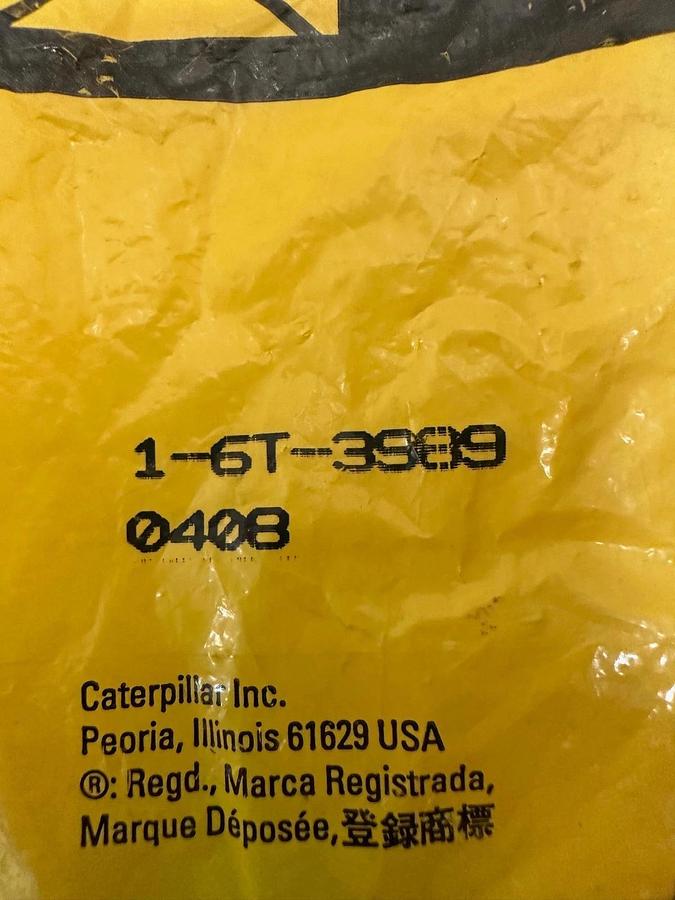 1-6T-3989
0408
Caterpillar Inc.
Peoria, Illinois 61629 USA
®: Regd., Marca Registrada,
Marque Déposée,登録商標